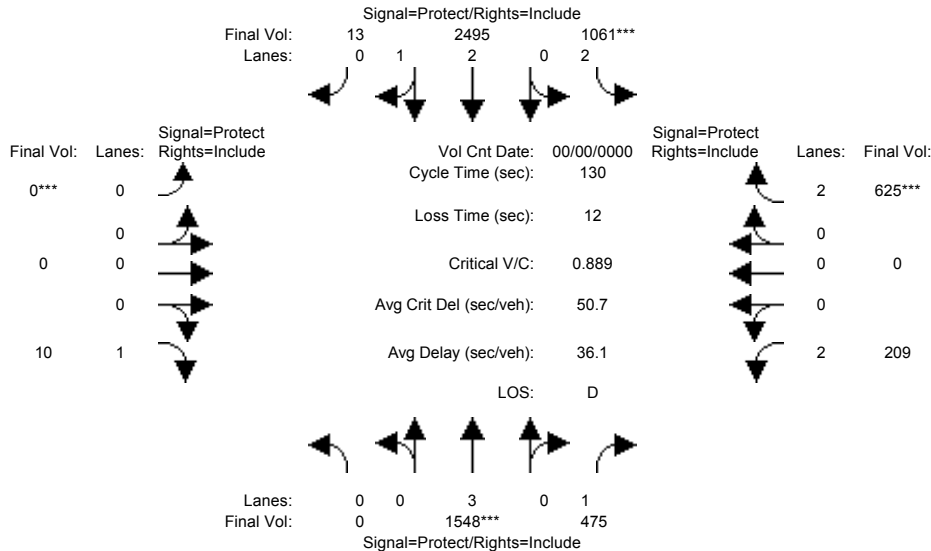 Signal=Protect/Rights=Include
Final Vol: 13 2495 1061***
Lanes: 0 1 2 0 2
Signal=Protect Signal=Protect
Final Vol: Lanes: Rights=Include Vol Cnt Date: 00/00/0000 Rights=Include Lanes: Final Vol:
Cycle Time (sec): 130
0*** 0 2 625***
Loss Time (sec): 12
0 0
0 0 Critical V/C: 0.889 0 0
0 Avg Crit Del (sec/veh): 50.7 0
10 1 Avg Delay (sec/veh): 36.1 2 209
LOS: D
Lanes: 0 0 3 0 1
Final Vol: 0 1548*** 475
Signal=Protect/Rights=Include